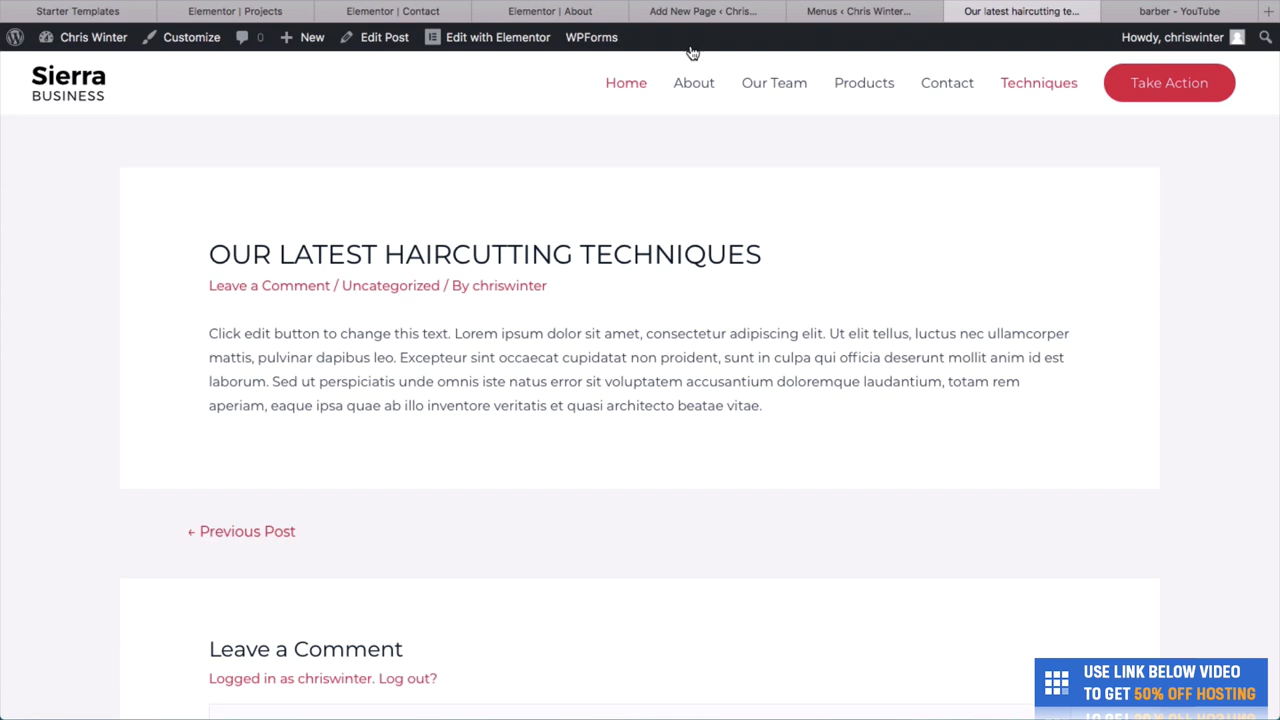 Starter Templates
Elementor | Projects
Elementor | Contact
Elementor | About
Add New Page ‹ Chris...
Menus ‹ Chris Winter...
Our latest haircutting te...
barber - YouTube
Chris Winter
Customize
0
New
Edit Post
Edit with Elementor
WPForms
Howdy, chriswinter
Sierra
BUSINESS
Home
About
Our Team
Products
Contact
Techniques
Take Action
OUR LATEST HAIRCUTTING TECHNIQUES
Leave a Comment / Uncategorized / By chriswinter
Click edit button to change this text. Lorem ipsum dolor sit amet, consectetur adipiscing elit. Ut elit tellus, luctus nec ullamcorper
mattis, pulvinar dapibus leo. Excepteur sint occaecat cupidatat non proident, sunt in culpa qui officia deserunt mollit anim id est
laborum. Sed ut perspiciatis unde omnis iste natus error sit voluptatem accusantium doloremque laudantium, totam rem
aperiam, eaque ipsa quae ab illo inventore veritatis et quasi architecto beatae vitae.
← Previous Post
Leave a Comment
Logged in as chriswinter. Log out?
USE LINK BELOW VIDEO
TO GET 50% OFF HOSTING